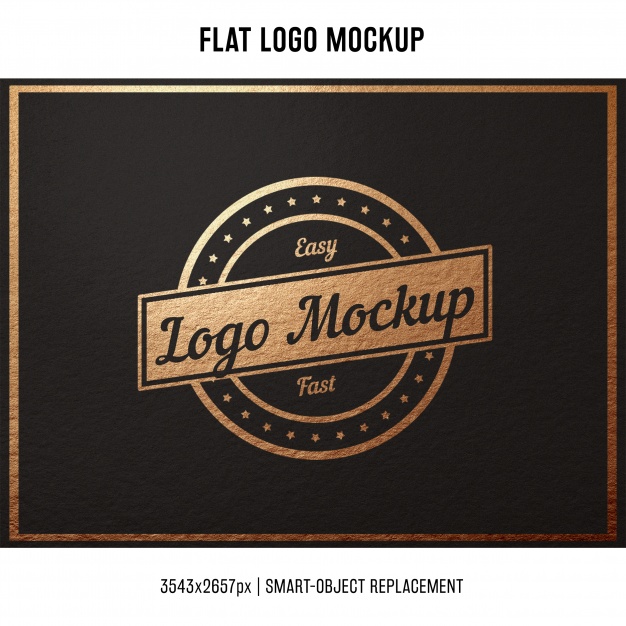 FLAT LOGO MOCKUP
Easy
Logo Mockup
Fast
3543x2657px | SMART-OBJECT REPLACEMENT